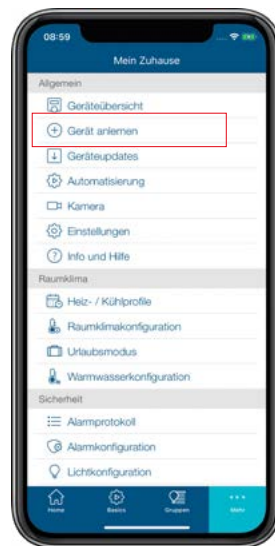 08:59
Mein Zuhause
Allgemein
Geräteübersicht
Gerät anlernen
Geräteupdates
Automatisierung
Kamera
Einstellungen
Info und Hilfe
Raumklima
Heiz- / Kühlprofile
Raumklimakonfiguration
Urlaubsmodus
Warmwasserkonfiguration
Sicherheit
Alarmprotokoll
Alarmkonfiguration
Lichtkonfiguration
Home Basics Gruppen Mehr